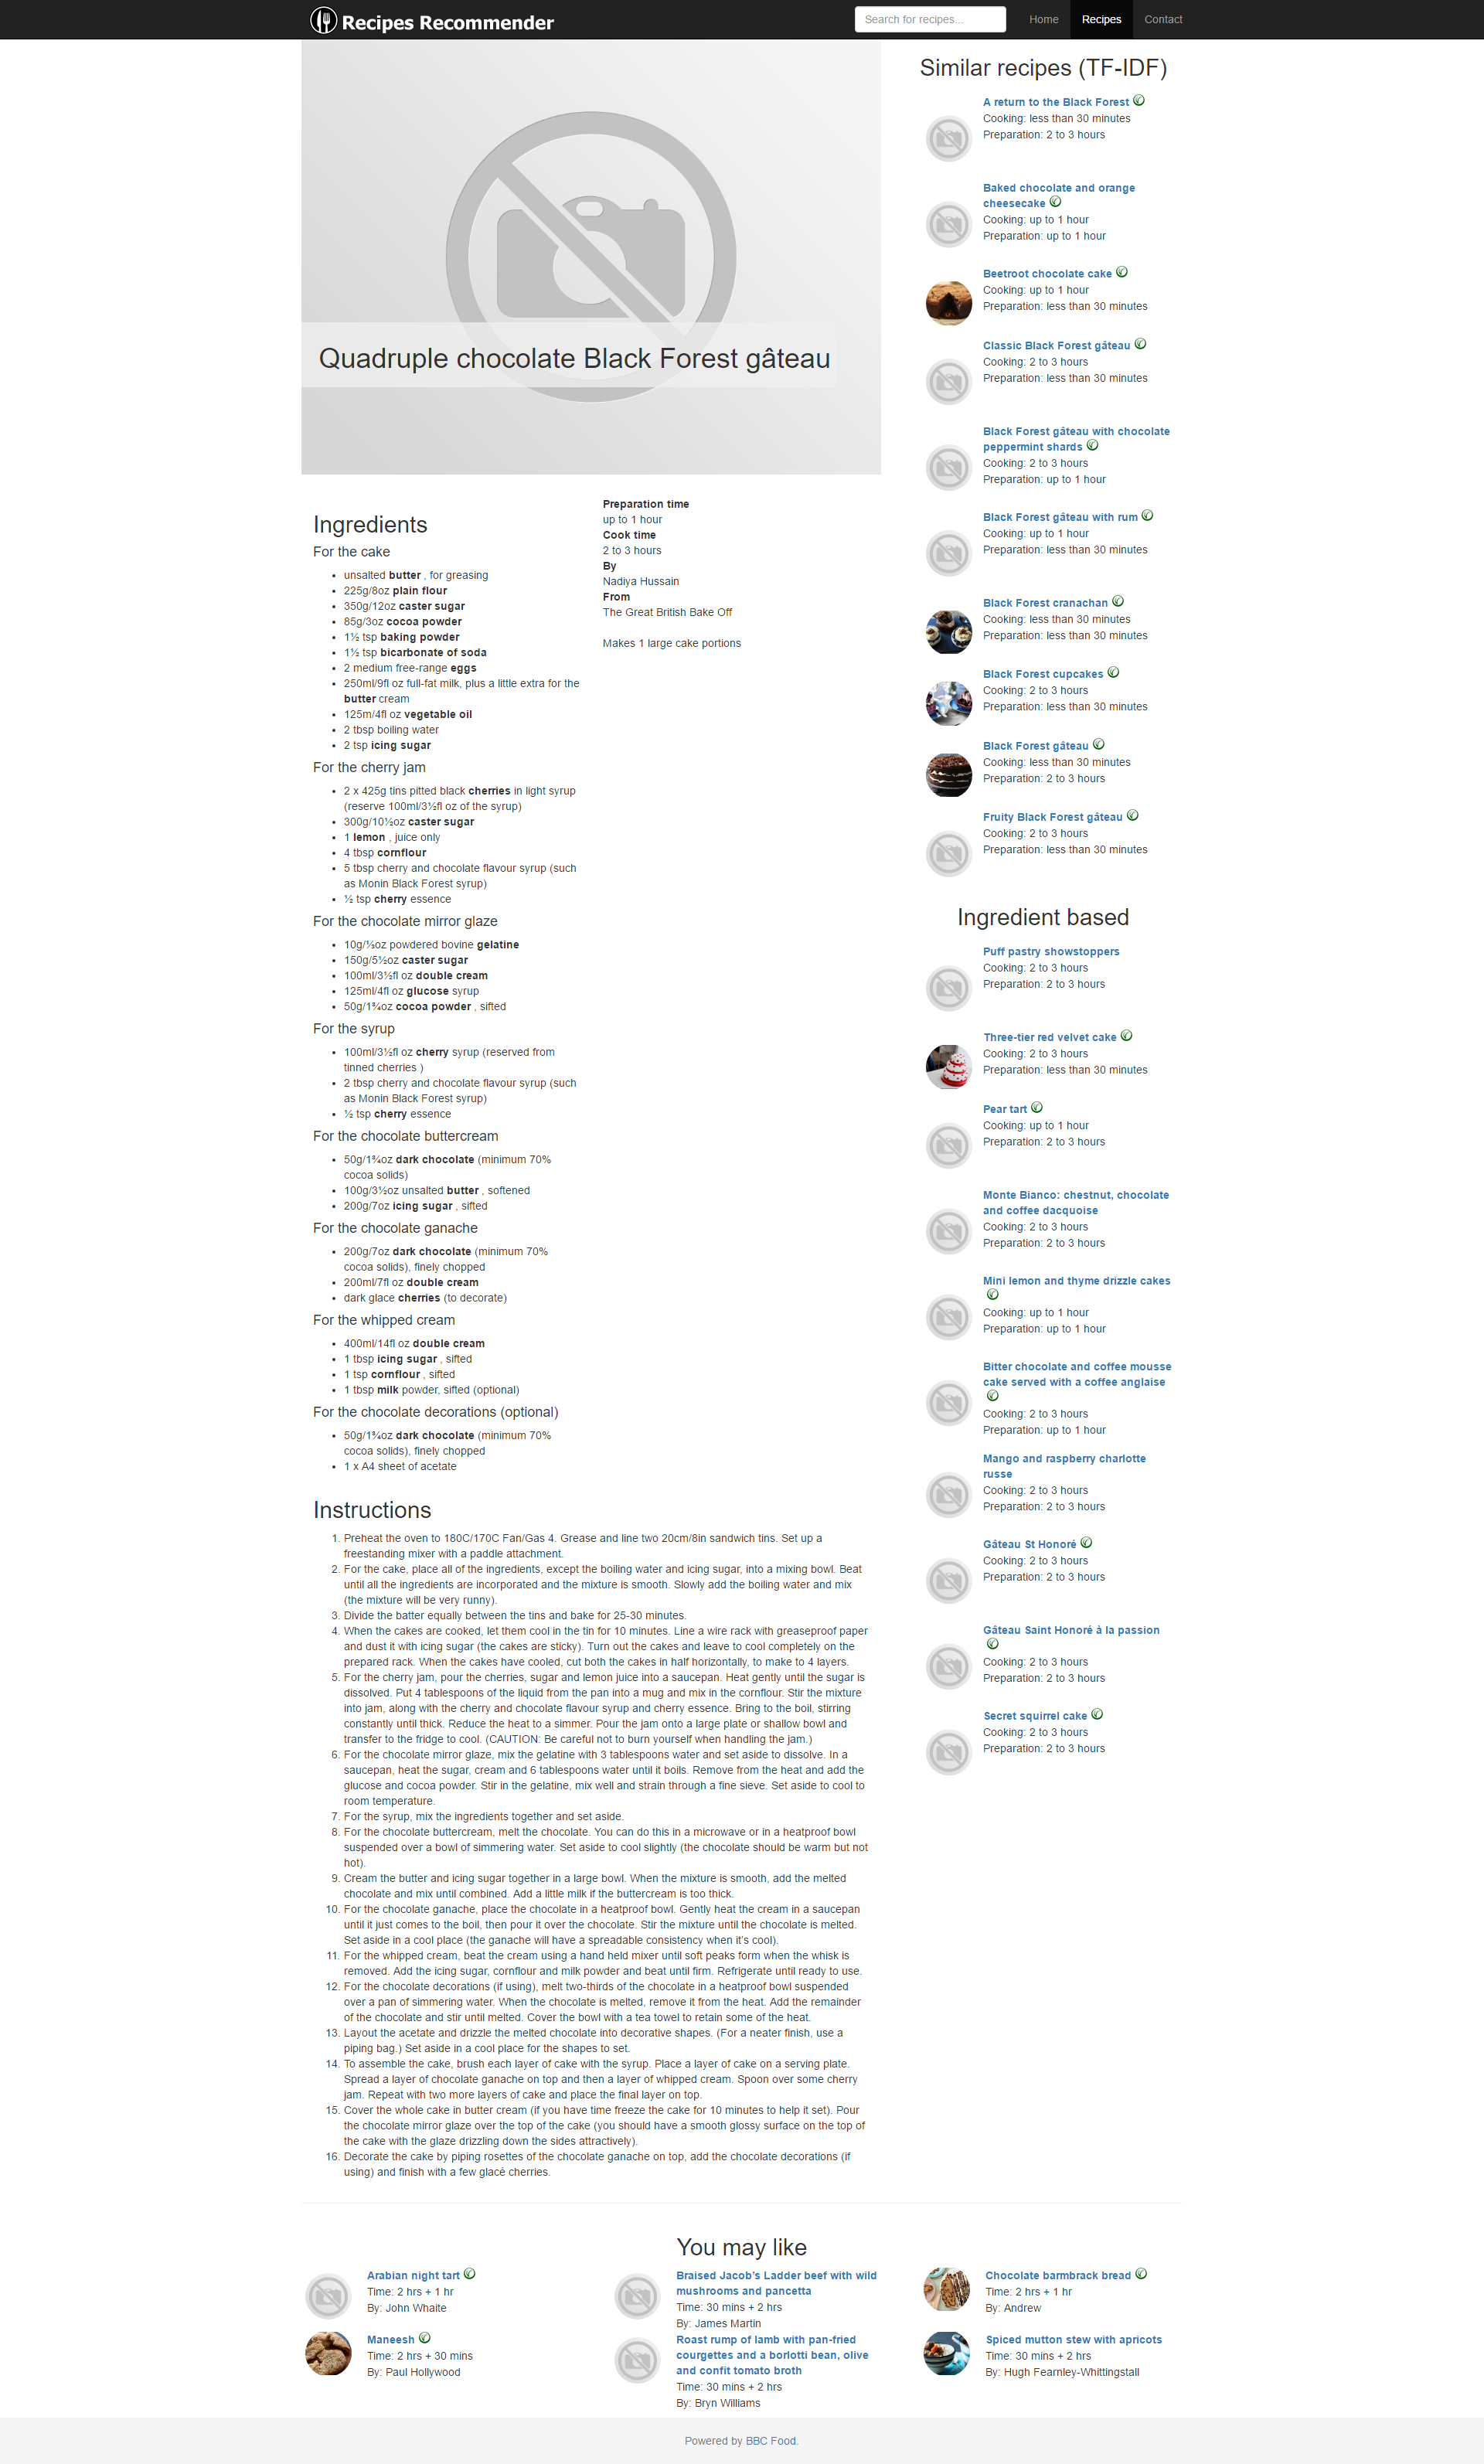 Recipes Recommender
Search for recipes...
Home
Recipes
Contact
Quadruple chocolate Black Forest gâteau
Ingredients
For the cake
unsalted butter , for greasing
225g/8oz plain flour
350g/12oz caster sugar
85g/3oz cocoa powder
1½ tsp baking powder
1½ tsp bicarbonate of soda
2 medium free-range eggs
250ml/9fl oz full-fat milk, plus a little extra for the
butter cream
125m/4fl oz vegetable oil
2 tbsp boiling water
2 tsp icing sugar
For the cherry jam
2 x 425g tins pitted black cherries in light syrup
(reserve 100ml/3½fl oz of the syrup)
300g/10½oz caster sugar
1 lemon , juice only
4 tbsp cornflour
5 tbsp cherry and chocolate flavour syrup (such
as Monin Black Forest syrup)
½ tsp cherry essence
For the chocolate mirror glaze
10g/⅓oz powdered bovine gelatine
150g/5½oz caster sugar
100ml/3½fl oz double cream
125ml/4fl oz glucose syrup
50g/1¾oz cocoa powder , sifted
For the syrup
100ml/3½fl oz cherry syrup (reserved from
tinned cherries )
2 tbsp cherry and chocolate flavour syrup (such
as Monin Black Forest syrup)
½ tsp cherry essence
For the chocolate buttercream
50g/1¾oz dark chocolate (minimum 70%
cocoa solids)
100g/3½oz unsalted butter , softened
200g/7oz icing sugar , sifted
For the chocolate ganache
200g/7oz dark chocolate (minimum 70%
cocoa solids), finely chopped
200ml/7fl oz double cream
dark glace cherries (to decorate)
For the whipped cream
400ml/14fl oz double cream
1 tbsp icing sugar , sifted
1 tsp cornflour , sifted
1 tbsp milk powder, sifted (optional)
For the chocolate decorations (optional)
50g/1¾oz dark chocolate (minimum 70%
cocoa solids), finely chopped
1 x A4 sheet of acetate
Preparation time
up to 1 hour
Cook time
2 to 3 hours
By
Nadiya Hussain
From
The Great British Bake Off
Makes 1 large cake portions
Instructions
1. Preheat the oven to 180C/170C Fan/Gas 4. Grease and line two 20cm/8in sandwich tins. Set up a
freestanding mixer with a paddle attachment.
2. For the cake, place all of the ingredients, except the boiling water and icing sugar, into a mixing bowl. Beat
until all the ingredients are incorporated and the mixture is smooth. Slowly add the boiling water and mix
(the mixture will be very runny).
3. Divide the batter equally between the tins and bake for 25-30 minutes.
4. When the cakes are cooked, let them cool in the tin for 10 minutes. Line a wire rack with greaseproof paper
and dust it with icing sugar (the cakes are sticky). Turn out the cakes and leave to cool completely on the
prepared rack. When the cakes have cooled, cut both the cakes in half horizontally, to make to 4 layers.
5. For the cherry jam, pour the cherries, sugar and lemon juice into a saucepan. Heat gently until the sugar is
dissolved. Put 4 tablespoons of the liquid from the pan into a mug and mix in the cornflour. Stir the mixture
into jam, along with the cherry and chocolate flavour syrup and cherry essence. Bring to the boil, stirring
constantly until thick. Reduce the heat to a simmer. Pour the jam onto a large plate or shallow bowl and
transfer to the fridge to cool. (CAUTION: Be careful not to burn yourself when handling the jam.)
6. For the chocolate mirror glaze, mix the gelatine with 3 tablespoons water and set aside to dissolve. In a
saucepan, heat the sugar, cream and 6 tablespoons water until it boils. Remove from the heat and add the
glucose and cocoa powder. Stir in the gelatine, mix well and strain through a fine sieve. Set aside to cool to
room temperature.
7. For the syrup, mix the ingredients together and set aside.
8. For the chocolate buttercream, melt the chocolate. You can do this in a microwave or in a heatproof bowl
suspended over a bowl of simmering water. Set aside to cool slightly (the chocolate should be warm but not
hot).
9. Cream the butter and icing sugar together in a large bowl. When the mixture is smooth, add the melted
chocolate and mix until combined. Add a little milk if the buttercream is too thick.
10. For the chocolate ganache, place the chocolate in a heatproof bowl. Gently heat the cream in a saucepan
until it just comes to the boil, then pour it over the chocolate. Stir the mixture until the chocolate is melted.
Set aside in a cool place (the ganache will have a spreadable consistency when it's cool).
11. For the whipped cream, beat the cream using a hand held mixer until soft peaks form when the whisk is
removed. Add the icing sugar, cornflour and milk powder and beat until firm. Refrigerate until ready to use.
12. For the chocolate decorations (if using), melt two-thirds of the chocolate in a heatproof bowl suspended
over a pan of simmering water. When the chocolate is melted, remove it from the heat. Add the remainder
of the chocolate and stir until melted. Cover the bowl with a tea towel to retain some of the heat.
13. Layout the acetate and drizzle the melted chocolate into decorative shapes. (For a neater finish, use a
piping bag.) Set aside in a cool place for the shapes to set.
14. To assemble the cake, brush each layer of cake with the syrup. Place a layer of cake on a serving plate.
Spread a layer of chocolate ganache on top and then a layer of whipped cream. Spoon over some cherry
jam. Repeat with two more layers of cake and place the final layer on top.
15. Cover the whole cake in butter cream (if you have time freeze the cake for 10 minutes to help it set). Pour
the chocolate mirror glaze over the top of the cake (you should have a smooth glossy surface on the top of
the cake with the glaze drizzling down the sides attractively).
16. Decorate the cake by piping rosettes of the chocolate ganache on top, add the chocolate decorations (if
using) and finish with a few glacé cherries.
Similar recipes (TF-IDF)
A return to the Black Forest
Cooking: less than 30 minutes
Preparation: 2 to 3 hours
Baked chocolate and orange
cheesecake
Cooking: up to 1 hour
Preparation: up to 1 hour
Beetroot chocolate cake
Cooking: up to 1 hour
Preparation: less than 30 minutes
Classic Black Forest gâteau
Cooking: 2 to 3 hours
Preparation: less than 30 minutes
Black Forest gâteau with chocolate
peppermint shards
Cooking: 2 to 3 hours
Preparation: up to 1 hour
Black Forest gâteau with rum
Cooking: up to 1 hour
Preparation: less than 30 minutes
Black Forest cranachan
Cooking: less than 30 minutes
Preparation: less than 30 minutes
Black Forest cupcakes
Cooking: 2 to 3 hours
Preparation: less than 30 minutes
Black Forest gâteau
Cooking: less than 30 minutes
Preparation: 2 to 3 hours
Fruity Black Forest gâteau
Cooking: 2 to 3 hours
Preparation: less than 30 minutes
Ingredient based
Puff pastry showstoppers
Cooking: 2 to 3 hours
Preparation: 2 to 3 hours
Three-tier red velvet cake
Cooking: 2 to 3 hours
Preparation: less than 30 minutes
Pear tart
Cooking: up to 1 hour
Preparation: 2 to 3 hours
Monte Bianco: chestnut, chocolate
and coffee dacquoise
Cooking: 2 to 3 hours
Preparation: 2 to 3 hours
Mini lemon and thyme drizzle cakes
Cooking: up to 1 hour
Preparation: up to 1 hour
Bitter chocolate and coffee mousse
cake served with a coffee anglaise
Cooking: 2 to 3 hours
Preparation: up to 1 hour
Mango and raspberry charlotte
russe
Cooking: 2 to 3 hours
Preparation: 2 to 3 hours
Gâteau St Honoré
Cooking: 2 to 3 hours
Preparation: 2 to 3 hours
Gâteau Saint Honoré à la passion
Cooking: 2 to 3 hours
Preparation: 2 to 3 hours
Secret squirrel cake
Cooking: 2 to 3 hours
Preparation: 2 to 3 hours
You may like
Arabian night tart
Time: 2 hrs + 1 hr
By: John Whaite
Braised Jacob's Ladder beef with wild
mushrooms and pancetta
Time: 30 mins + 2 hrs
By: James Martin
Chocolate barmbrack bread
Time: 2 hrs + 1 hr
By: Andrew
Maneesh
Time: 2 hrs + 30 mins
By: Paul Hollywood
Roast rump of lamb with pan-fried
courgettes and a borlotti bean, olive
and confit tomato broth
Time: 30 mins + 2 hrs
By: Bryn Williams
Spiced mutton stew with apricots
Time: 30 mins + 2 hrs
By: Hugh Fearnley-Whittingstall
Powered by BBC Food.